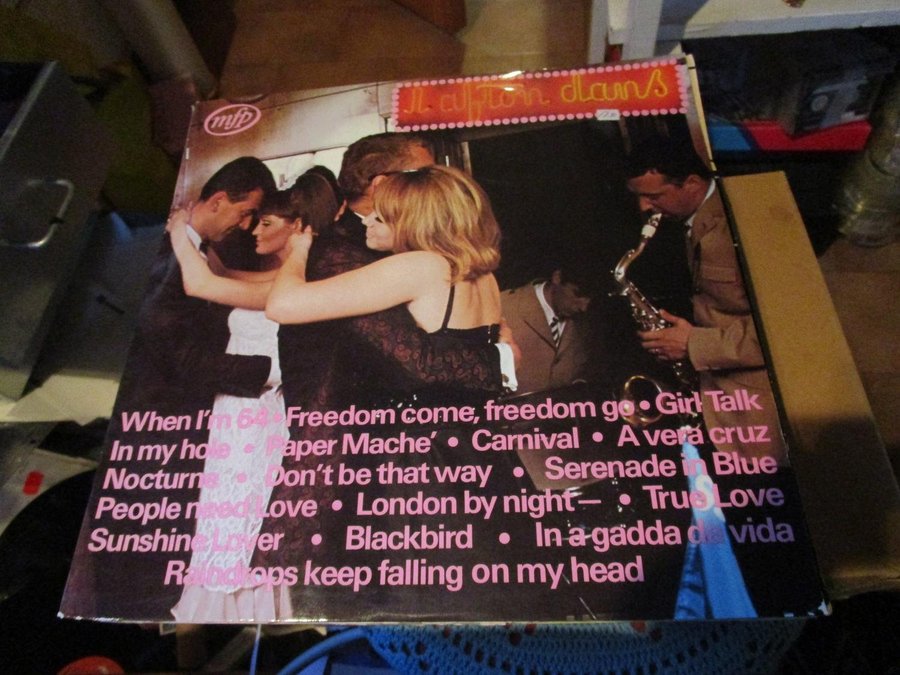 mfp
I afton dans
When I'm 64 • Freedom come, freedom go • Girl Talk
In my hole • Paper Mache' • Carnival • A vera cruz
Nocturne • Don't be that way • Serenade in Blue
People need Love • London by night — • True Love
Sunshine Lover • Blackbird • In a gadda da vida
Raindrops keep falling on my head